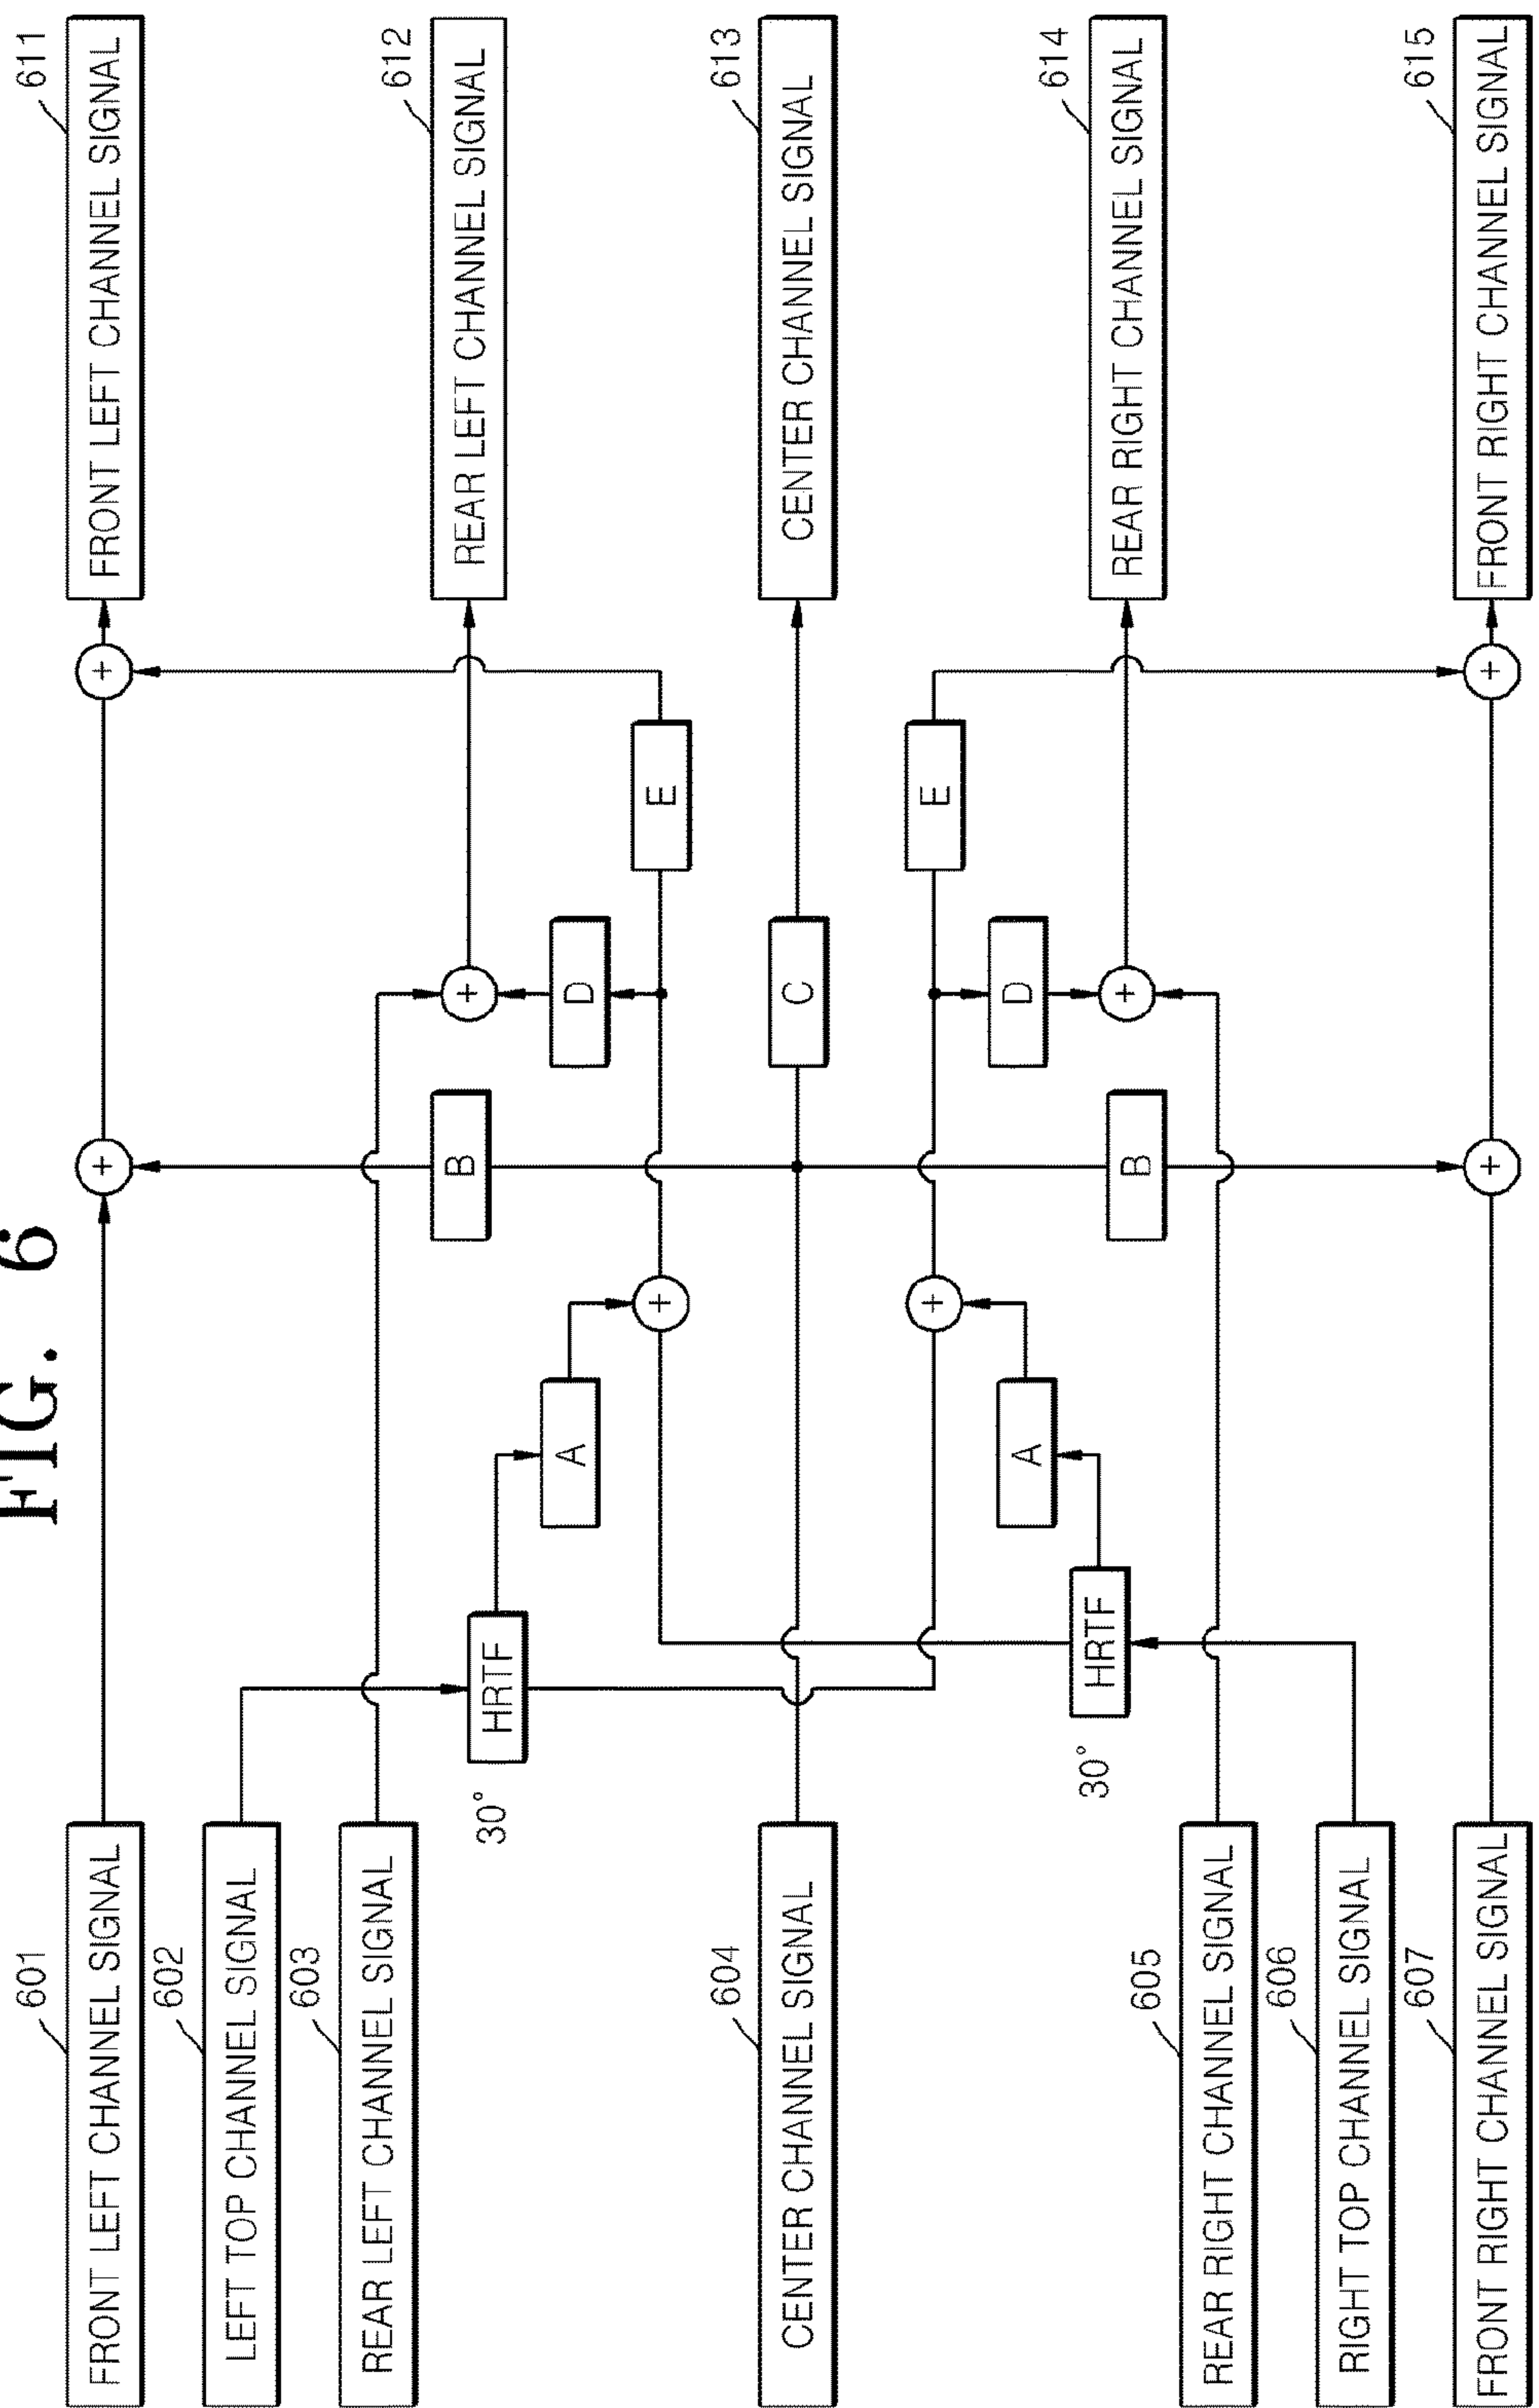 FIG. 6
601
FRONT LEFT CHANNEL SIGNAL
602
LEFT TOP CHANNEL SIGNAL
603
REAR LEFT CHANNEL SIGNAL
604
CENTER CHANNEL SIGNAL
605
REAR RIGHT CHANNEL SIGNAL
606
RIGHT TOP CHANNEL SIGNAL
607
FRONT RIGHT CHANNEL SIGNAL
30°
HRTF
30°
HRTF
A
A
+
+
B
B
+
+
D
C
D
+
+
E
E
+
+
611
FRONT LEFT CHANNEL SIGNAL
612
REAR LEFT CHANNEL SIGNAL
613
CENTER CHANNEL SIGNAL
614
REAR RIGHT CHANNEL SIGNAL
615
FRONT RIGHT CHANNEL SIGNAL